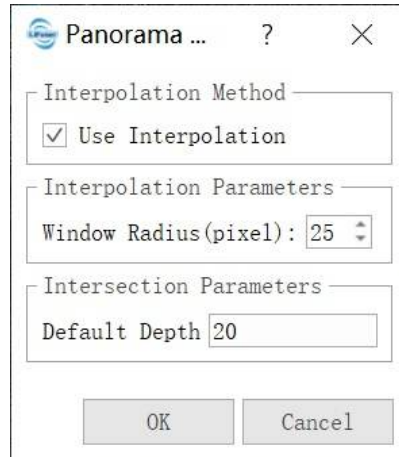 Panorama ... ?
Interpolation Method
Use Interpolation
Interpolation Parameters
Window Radius(pixel): 25
Intersection Parameters
Default Depth 20
OK Cancel